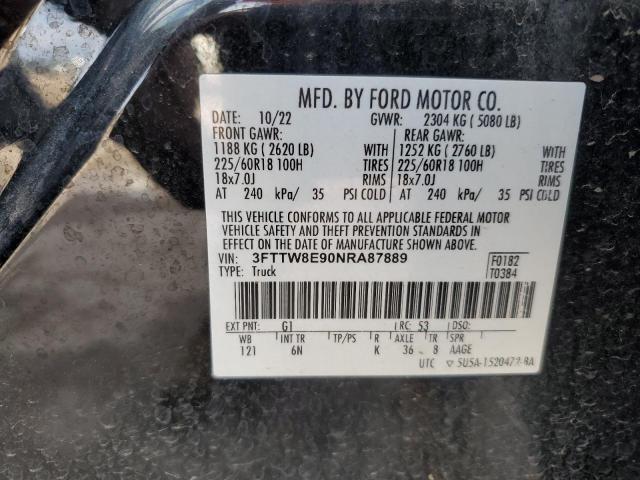 MFD. BY FORD MOTOR CO.
DATE: 10/22 GVWR: 2304 KG ( 5080 LB)
FRONT GAWR: REAR GAWR:
1188 KG ( 2620 LB) WITH 1252 KG ( 2760 LB) WITH
225/60R18 100H TIRES 225/60R18 100H TIRES
18x7.0J RIMS 18x7.0J RIMS
AT 240 kPa/ 35 PSI COLD AT 240 kPa/ 35 PSI COLD
THIS VEHICLE CONFORMS TO ALL APPLICABLE FEDERAL MOTOR
VEHICLE SAFETY AND THEFT PREVENTION STANDARDS IN
EFFECT ON THE DATE OF MANUFACTURE SHOWN ABOVE.
VIN: 3FTTW8E90NRA87889 F0182
TYPE: Truck T0384
EXT PNT: G1 RC: 53 DSO:
WB INT TR TP/PS R AXLE TR SPR
121 6N K 36 8 AAGE
UTC